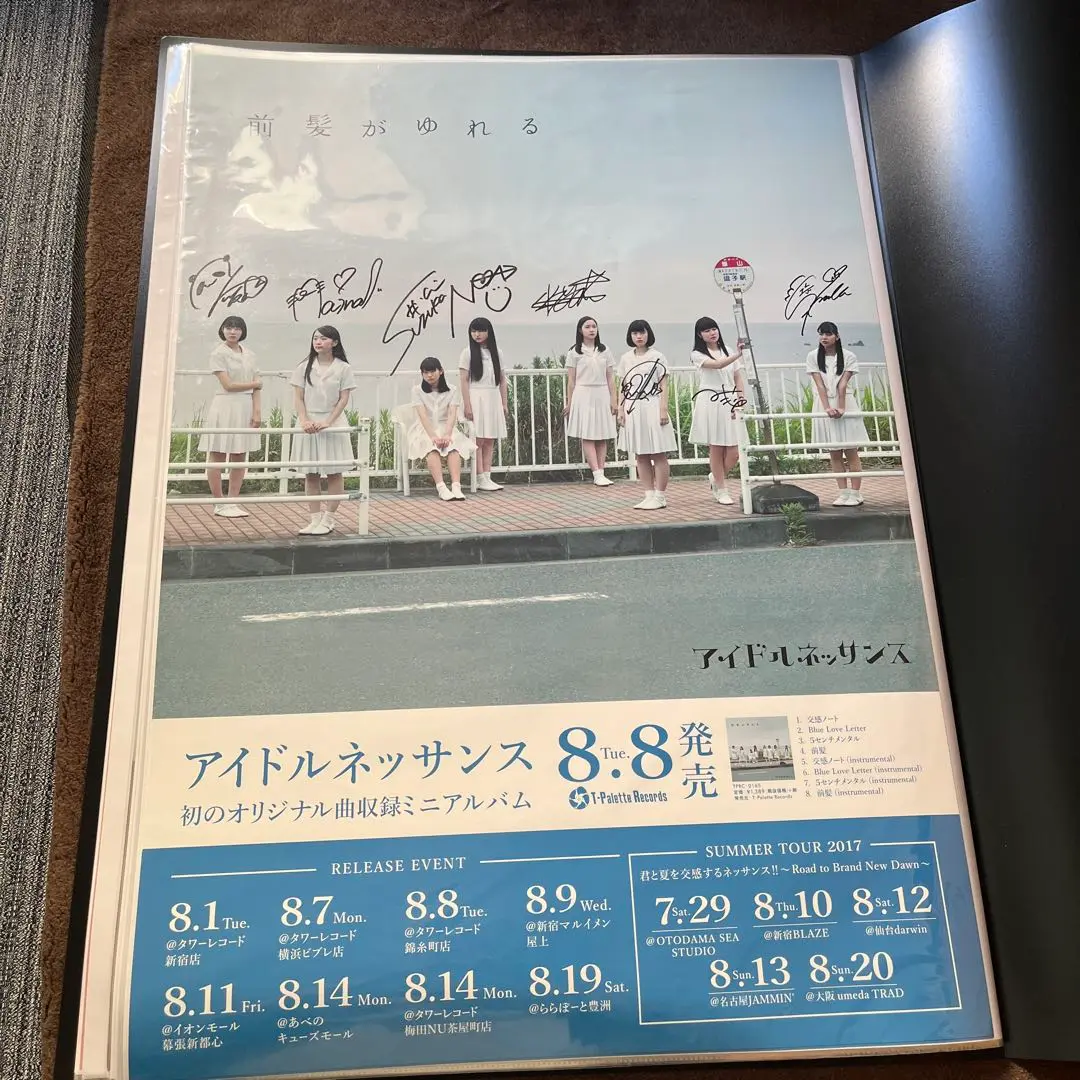 前髪がゆれる
葉山
逗子駅
アイドルネッサンス
アイドルネッサンス
初のオリジナル曲収録ミニアルバム
8.8 Tue. 発売
T-Palette Records
1. 交感ノート
2. Blue Love Letter
3. 5センチメンタル
4. 前髪
5. 交感ノート (instrumental)
6. Blue Love Letter (instrumental)
7. 5センチメンタル (instrumental)
8. 前髪 (instrumental)
発売元: T-Palette Records
RELEASE EVENT
8.1 Tue.
@タワーレコード
新宿店
8.7 Mon.
@タワーレコード
横浜ビブレ店
8.8 Tue.
@タワーレコード
錦糸町店
8.9 Wed.
@新宿マルイメン
屋上
8.11 Fri.
@イオンモール
幕張新都心
8.14 Mon.
@あべの
キューズモール
8.14 Mon.
@タワーレコード
梅田NU茶屋町店
8.19 Sat.
@ららぽーと豊洲
SUMMER TOUR 2017
君と夏を交感するネッサンス!!～Road to Brand New Dawn～
7.29 Sat.
@OTODAMA SEA
STUDIO
8.10 Thu.
@新宿BLAZE
8.12 Sat.
@仙台darwin
8.13 Sun.
@名古屋JAMMIN'
8.20 Sun.
@大阪 umeda TRAD